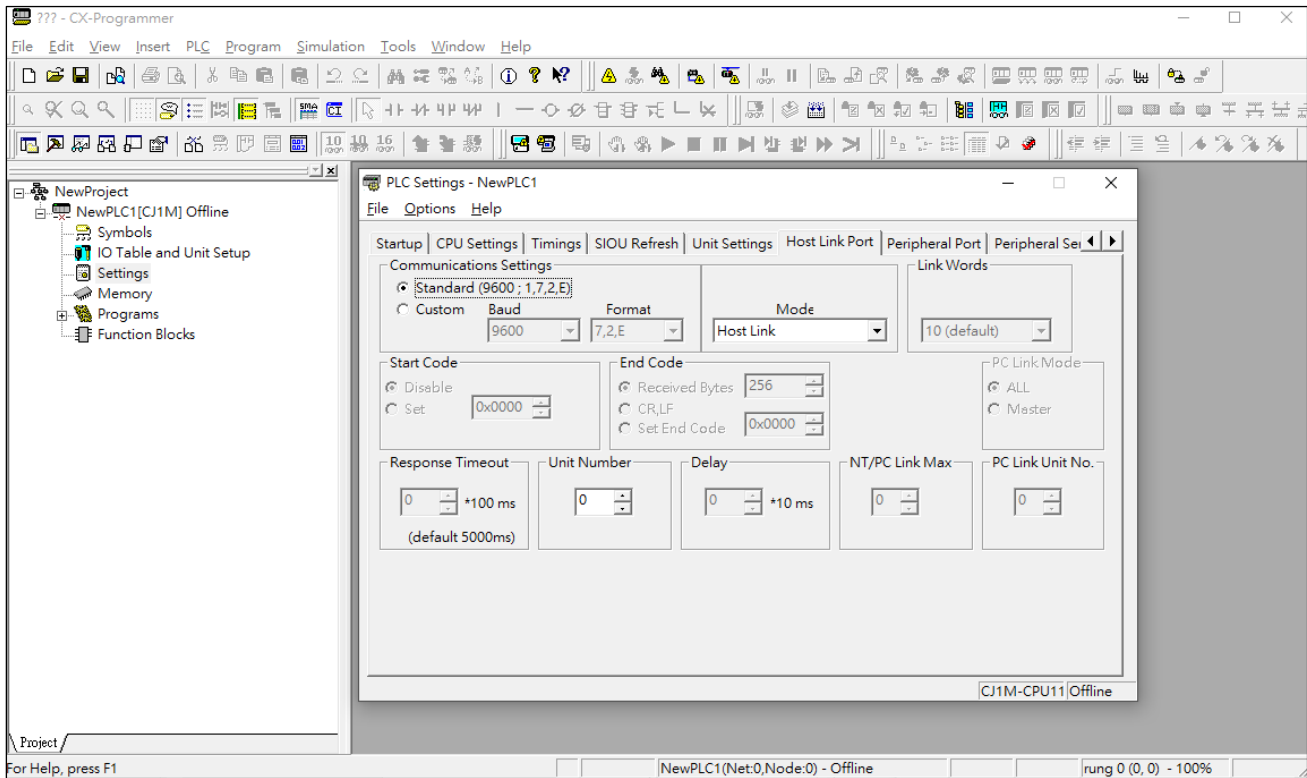 ??? - CX-Programmer
File Edit View Insert PLC Program Simulation Tools Window Help
SMA
CI
10 10 16
NewProject
NewPLC1[CJ1M] Offline
Symbols
IO Table and Unit Setup
Settings
Memory
Programs
Function Blocks
Project
PLC Settings - NewPLC1
File Options Help
Startup CPU Settings Timings SIOU Refresh Unit Settings Host Link Port Peripheral Port Peripheral Ser
Communications Settings Link Words
Standard (9600 ; 1,7,2,E)
Custom Baud Format Mode
9600 7,2,E Host Link 10 (default)
Start Code End Code PC Link Mode
Disable Received Bytes 256 ALL
Set 0x0000 CR,LF Master
Set End Code 0x0000
Response Timeout Unit Number Delay NT/PC Link Max PC Link Unit No.
0 *100 ms 0 0 *10 ms 0 0
(default 5000ms)
CJ1M-CPU11 Offline
For Help, press F1 NewPLC1(Net:0,Node:0) - Offline rung 0 (0, 0) - 100%